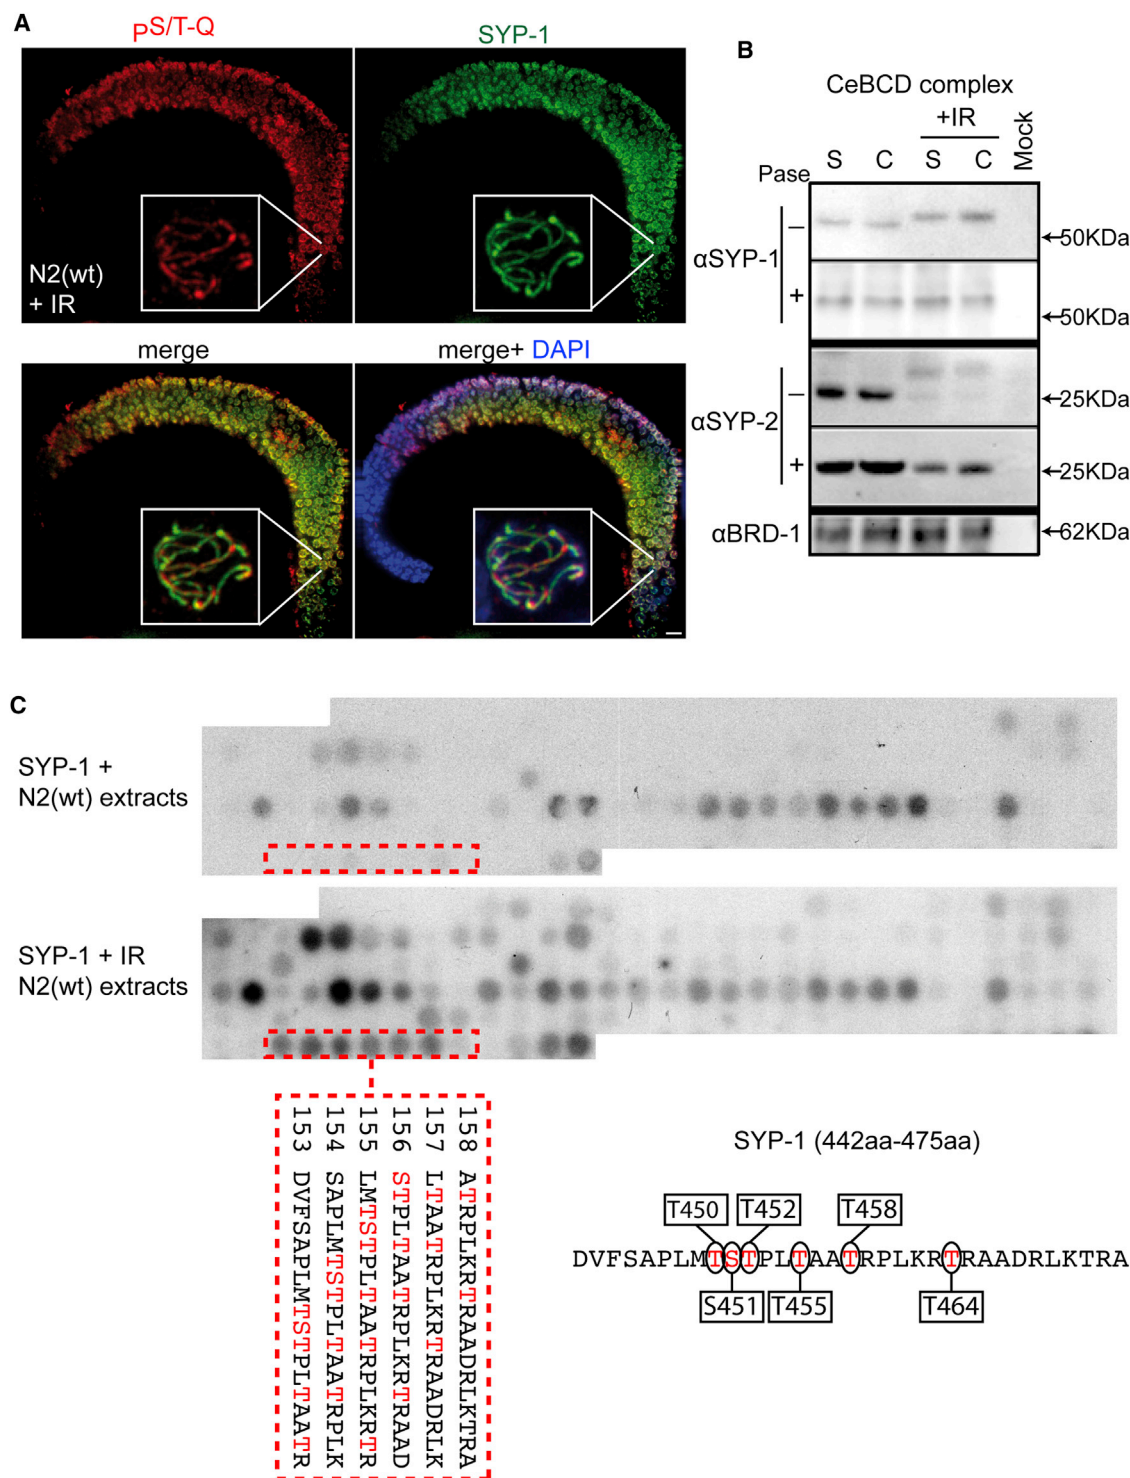 A
pS/T-Q
SYP-1
N2(wt)
+ IR
merge
merge+ DAPI
B
CeBCD complex
+IR
S C S C Mock
Pase
αSYP-1
–
50KDa
+
50KDa
αSYP-2
–
25KDa
+
25KDa
αBRD-1
62KDa
C
SYP-1 +
N2(wt) extracts
SYP-1 + IR
N2(wt) extracts
153 DVFSAPLMTSTPLTAATR
154 SAPLMTSTPLTAATRPLK
155 LMTSTPLTAATRPLKRTR
156 STPLTAATRPLKRTRAAD
157 LTAATRPLKRTRAADRLK
158 ATRPLKRTRAADRLKTRA
SYP-1 (442aa-475aa)
T450 T452 T458
DVFSAPLMTSTPLTAATRPLKRTRAADRLKTRA
S451 T455 T464